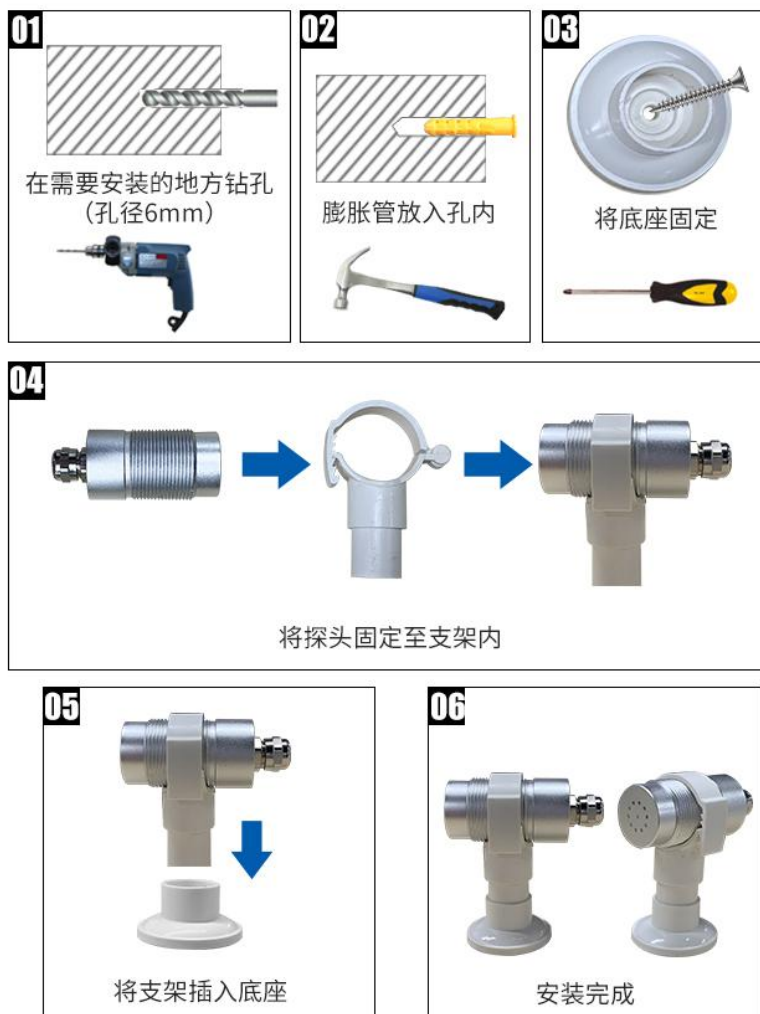 01
在需要安装的地方钻孔
（孔径6mm）
02
膨胀管放入孔内
03
将底座固定
04
将探头固定至支架内
05
将支架插入底座
06
安装完成